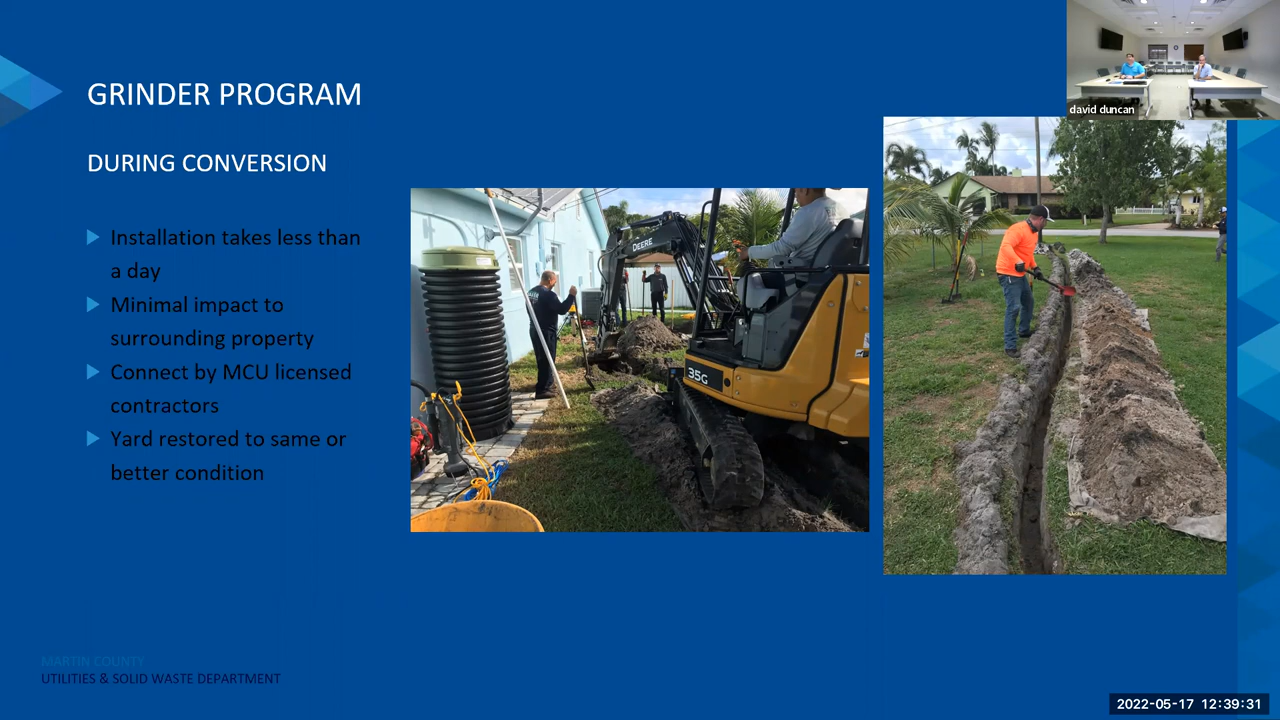 david duncan
GRINDER PROGRAM
DURING CONVERSION
Installation takes less than
a day
Minimal impact to
surrounding property
Connect by MCU licensed
contractors
Yard restored to same or
better condition
DEERE
35G
MARTIN COUNTY
UTILITIES & SOLID WASTE DEPARTMENT
2022-05-17 12:39:31